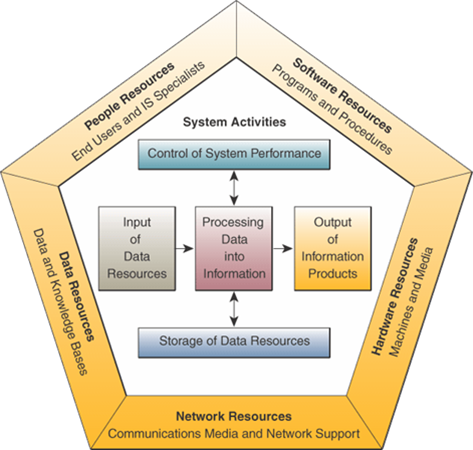 People Resources
End Users and IS Specialists
Software Resources
Programs and Procedures
System Activities
Control of System Performance
Input
of
Data
Resources
Processing
Data
into
Information
Output
of
Information
Products
Storage of Data Resources
Data Resources
Data and Knowledge Bases
Hardware Resources
Machines and Media
Network Resources
Communications Media and Network Support